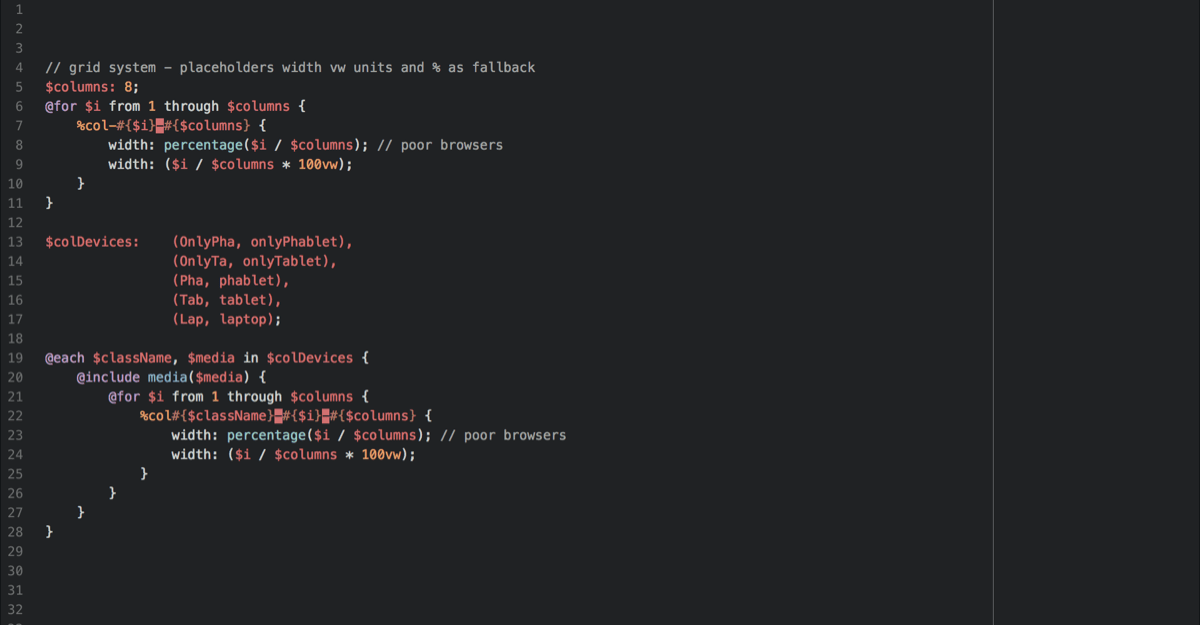 1
2
3
4 // grid system – placeholders width vw units and % as fallback
5 $columns: 8;
6 @for $i from 1 through $columns {
7 %col-#{$i}-#{$columns} {
8 width: percentage($i / $columns); // poor browsers
9 width: ($i / $columns * 100vw);
10 }
11 }
12
13 $colDevices: (OnlyPha, onlyPhablet),
14 (OnlyTa, onlyTablet),
15 (Pha, phablet),
16 (Tab, tablet),
17 (Lap, laptop);
18
19 @each $className, $media in $colDevices {
20 @include media($media) {
21 @for $i from 1 through $columns {
22 %col#{$className}-#{$i}-#{$columns} {
23 width: percentage($i / $columns); // poor browsers
24 width: ($i / $columns * 100vw);
25 }
26 }
27 }
28 }
29
30
31
32